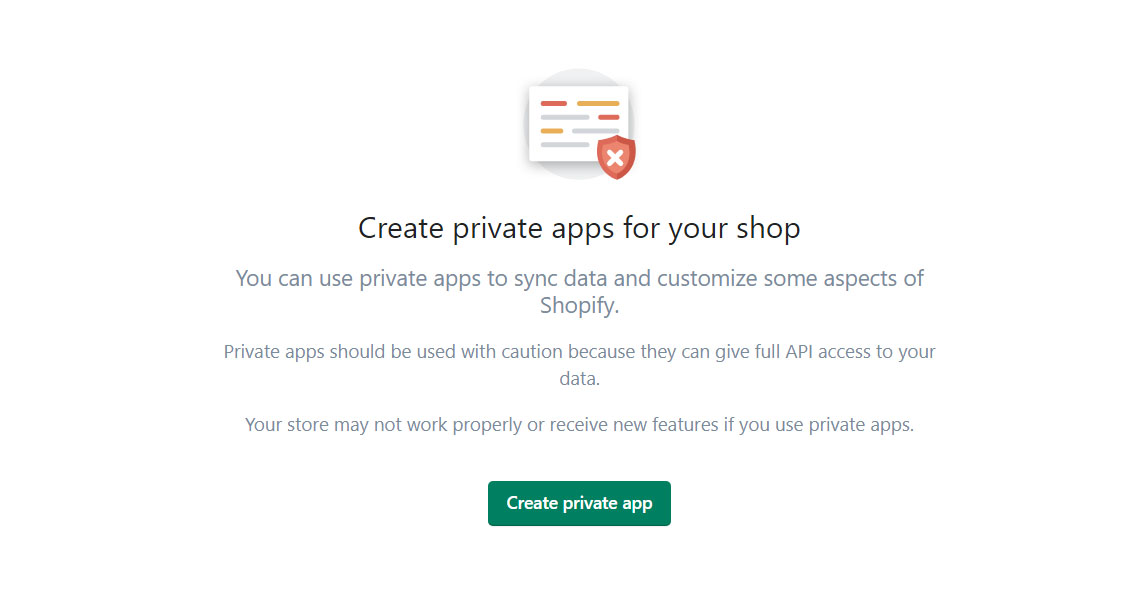 Create private apps for your shop
You can use private apps to sync data and customize some aspects of
Shopify.
Private apps should be used with caution because they can give full API access to your
data.
Your store may not work properly or receive new features if you use private apps.
Create private app